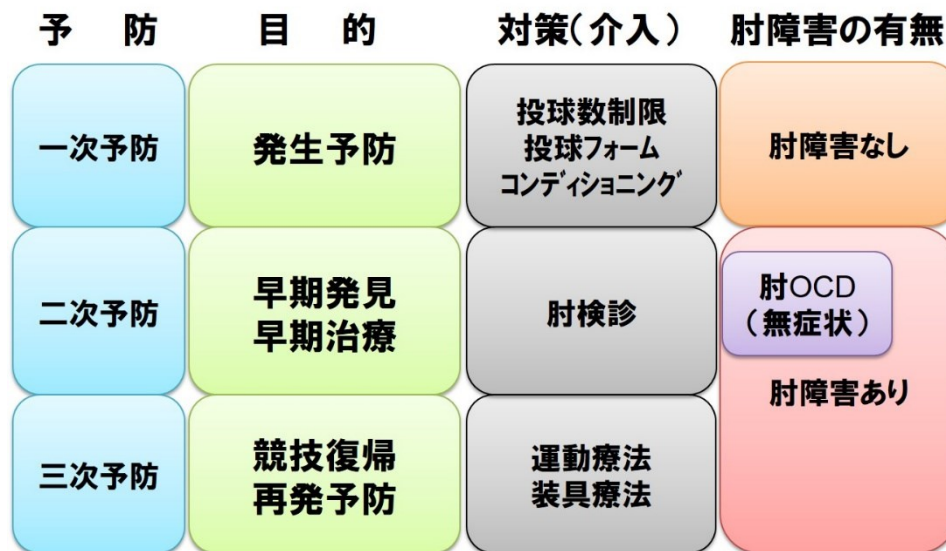 予 防 目 的 対策（介入） 肘障害の有無
一次予防
発生予防
投球数制限
投球フォーム
コンディショニング
肘障害なし
二次予防
早期発見
早期治療
肘検診
肘OCD
（無症状）
肘障害あり
三次予防
競技復帰
再発予防
運動療法
装具療法